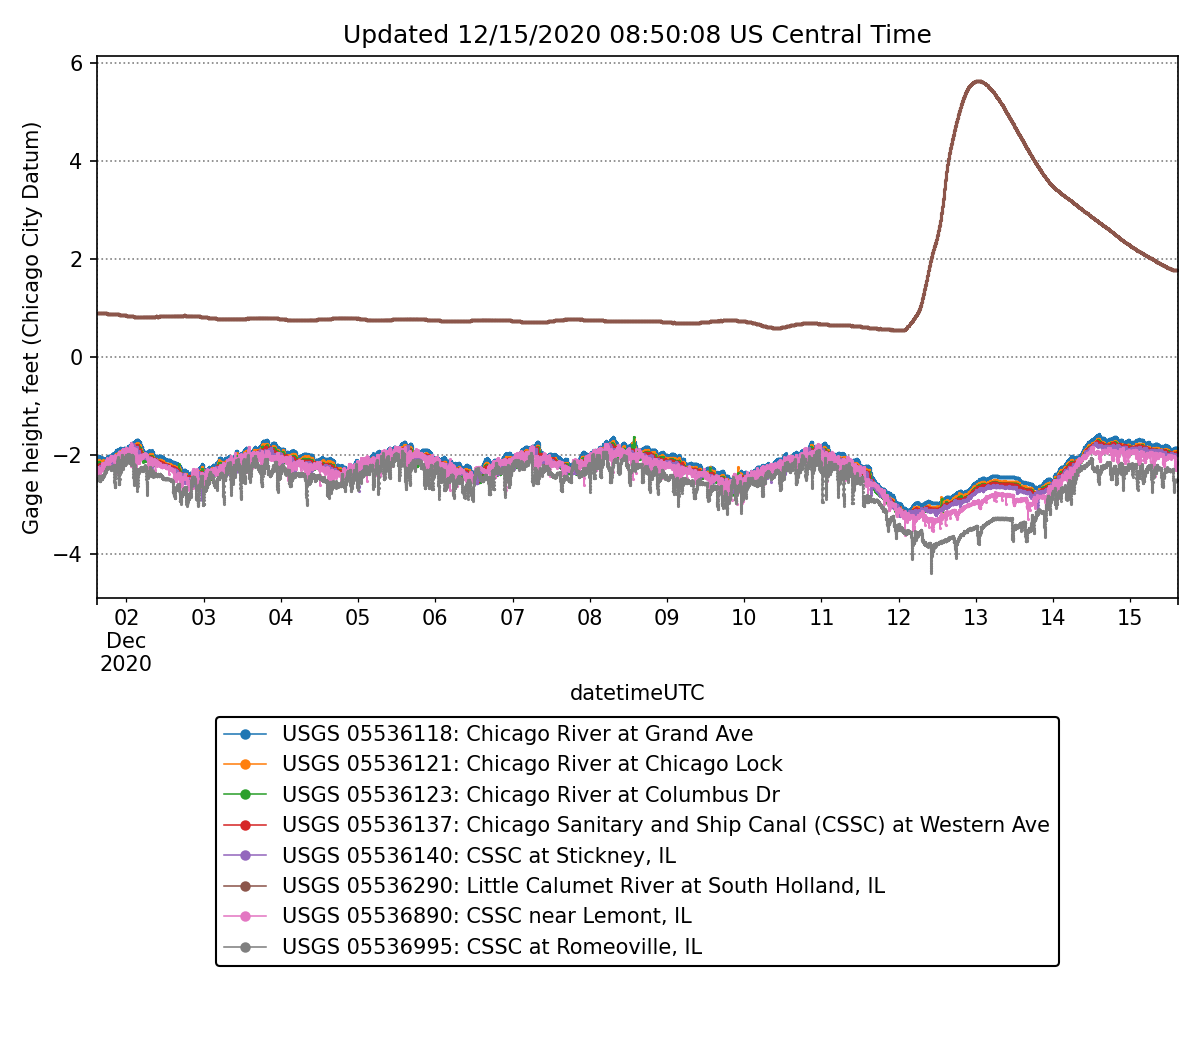 Updated 12/15/2020 08:50:08 US Central Time
Gage height, feet (Chicago City Datum)
6
4
2
0
−2
−4
02 03 04 05 06 07 08 09 10 11 12 13 14 15
Dec
2020
datetimeUTC
USGS 05536118: Chicago River at Grand Ave
USGS 05536121: Chicago River at Chicago Lock
USGS 05536123: Chicago River at Columbus Dr
USGS 05536137: Chicago Sanitary and Ship Canal (CSSC) at Western Ave
USGS 05536140: CSSC at Stickney, IL
USGS 05536290: Little Calumet River at South Holland, IL
USGS 05536890: CSSC near Lemont, IL
USGS 05536995: CSSC at Romeoville, IL